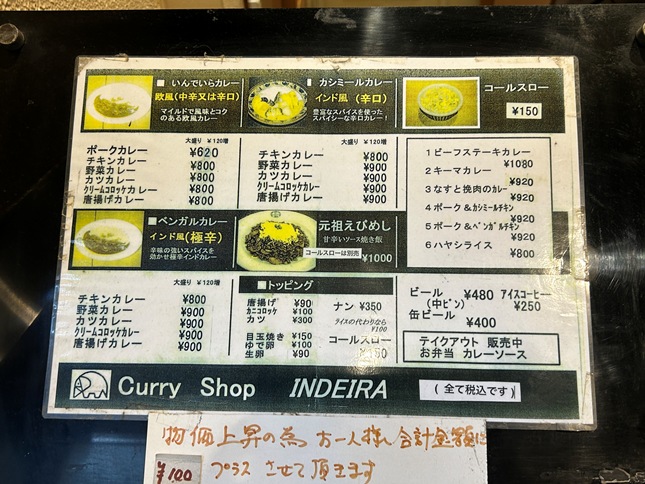 ■ いんでいらカレー
欧風(中辛又は辛口)
マイルドで風味とコク
のある欧風カレー
大盛り ￥120増
ポークカレー ￥620
チキンカレー ￥800
野菜カレー ￥800
カツカレー ￥800
クリームコロッケカレー ￥800
唐揚げカレー ￥800
カシミールカレー
インド風 (辛口)
豊富なスパイスを使った
スパイシーな辛口カレー!
大盛り ￥120増
チキンカレー ￥800
野菜カレー ￥900
カツカレー ￥900
クリームコロッケカレー ￥900
唐揚げカレー ￥900
コールスロー
￥150
1 ビーフステーキカレー
￥1080
2 キーマカレー
￥920
3 なすと挽肉のカレー
￥920
4 ポーク&カシミールチキン
￥920
5 ポーク&ベンガルチキン
￥920
6 ハヤシライス
￥800
■ベンガルカレー
インド風(極辛)
辛味の強いスパイスを
効かせ極辛インドカレー
大盛り ￥120増
チキンカレー ￥800
野菜カレー ￥900
カツカレー ￥900
クリームコロッケカレー ￥900
唐揚げカレー ￥900
元祖えびめし
甘辛いソース焼き飯
コールスローは別売
￥1000
■トッピング
唐揚げ ￥90
カニコロッケ ￥100
カツ ￥300
目玉焼き ￥150
ゆで卵 ￥100
生卵 ￥90
ナン ￥350
ライスの代わりなら
￥100
コールスロー
￥150
ビール ￥480
(中ビン)
缶ビール
￥400
アイスコーヒー
￥250
テイクアウト 販売中
お弁当 カレーソース
Curry Shop INDEIRA
(全て税込です)
物価上昇の為 お一人様 合計金額に
￥100 プラス させて頂きます